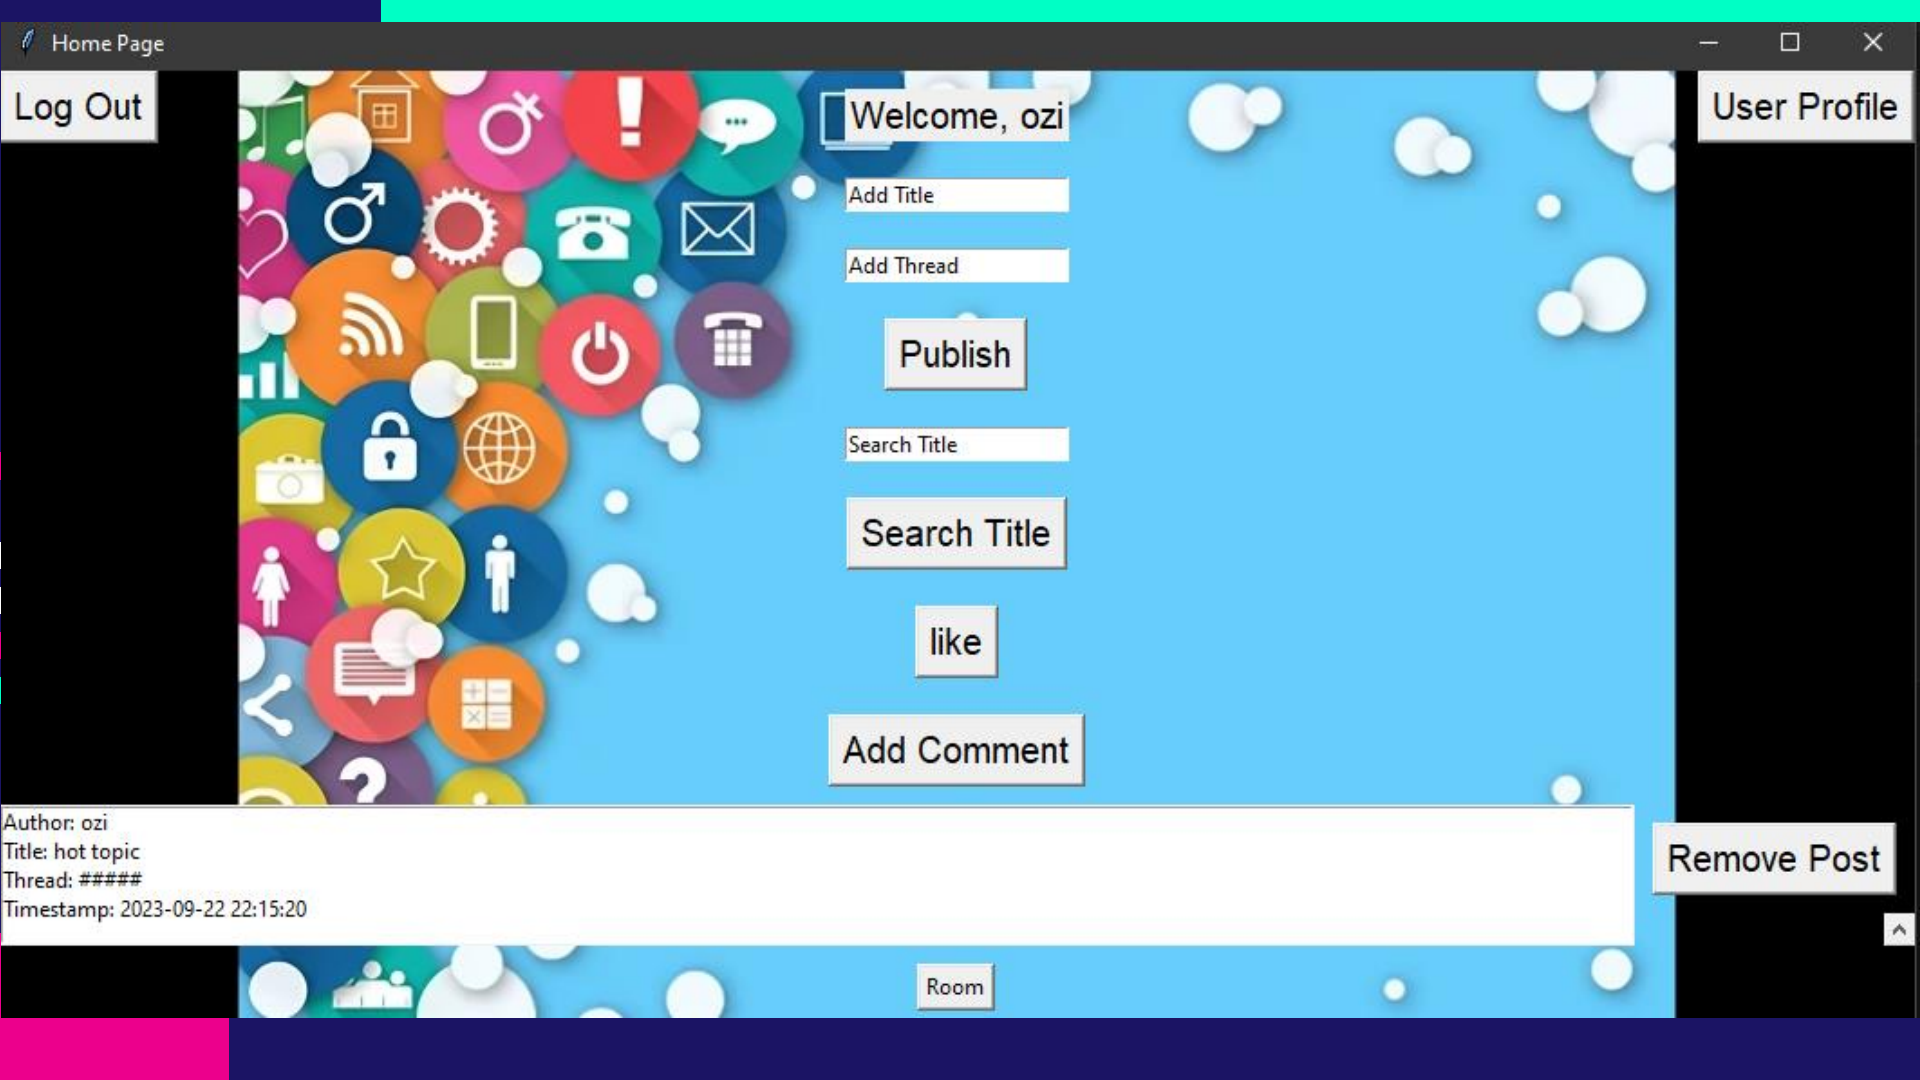 Home Page
Log Out
User Profile
Welcome, ozi
Add Title
Add Thread
Publish
Search Title
Search Title
like
Add Comment
Author: ozi
Title: hot topic
Thread: #####
Timestamp: 2023-09-22 22:15:20
Remove Post
Room